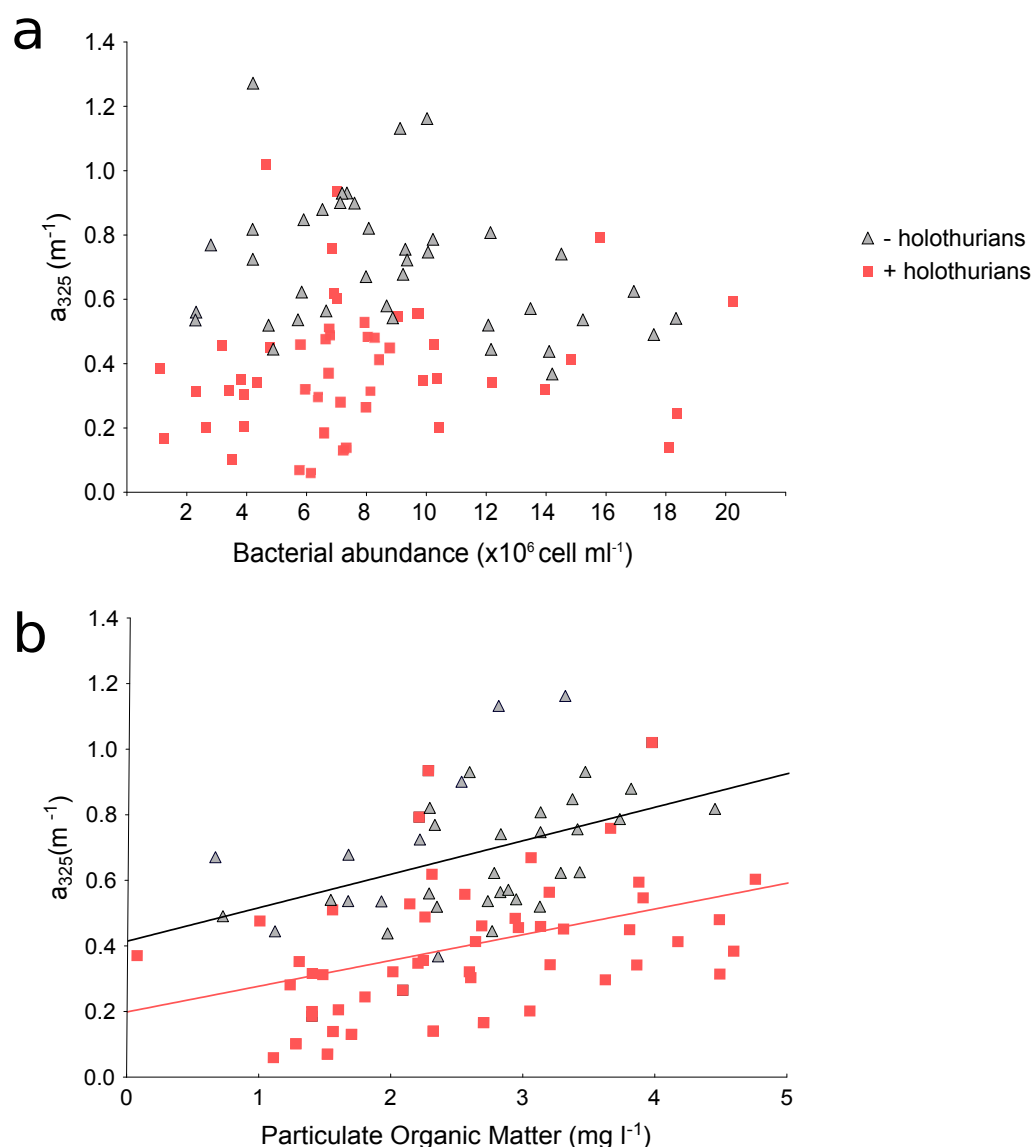 a
1.4
1.2
1.0
0.8
0.6
0.4
0.2
0.0
a₃₂₅ (m⁻¹)
2 4 6 8 10 12 14 16 18 20
Bacterial abundance (x10⁶ cell ml⁻¹)
- holothurians
+ holothurians
b
1.4
1.2
1.0
0.8
0.6
0.4
0.2
0.0
a₃₂₅(m ⁻¹)
0 1 2 3 4 5
Particulate Organic Matter (mg l⁻¹)